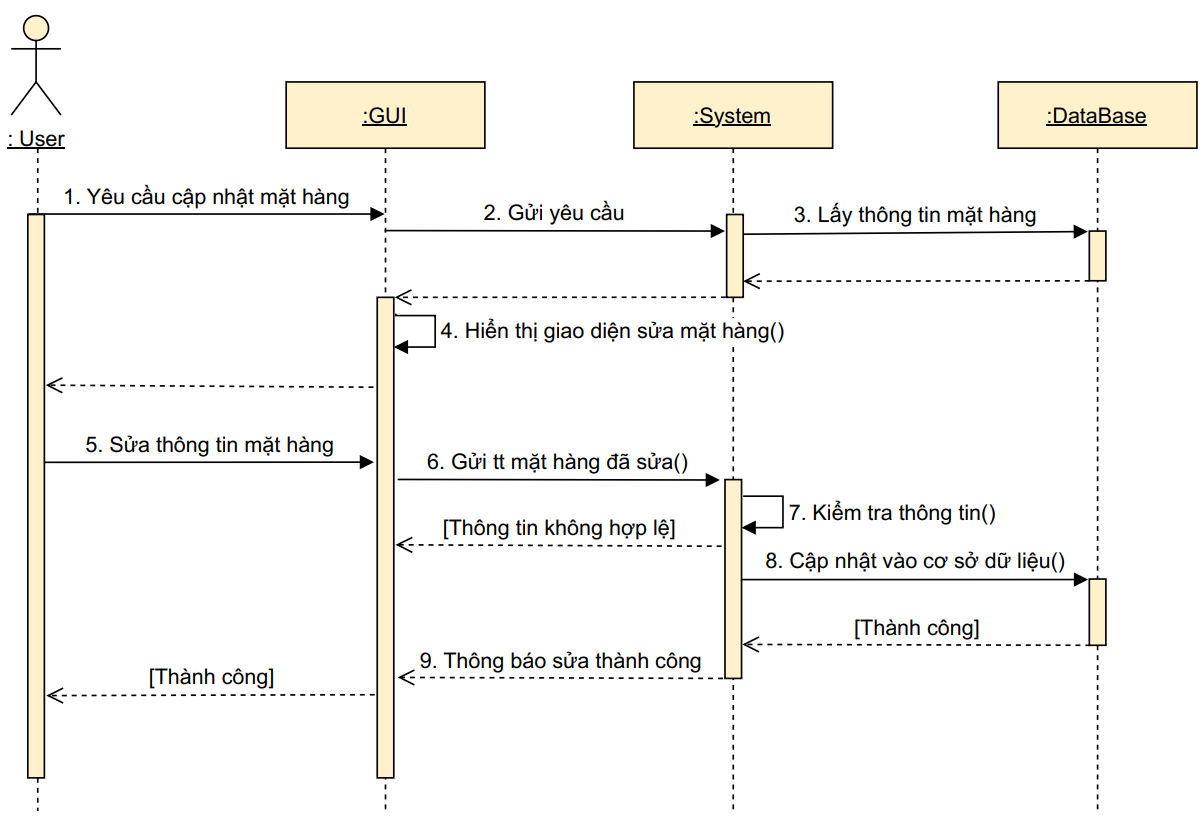 : User
:GUI
:System
:DataBase
1. Yêu cầu cập nhật mặt hàng
2. Gửi yêu cầu
3. Lấy thông tin mặt hàng
4. Hiển thị giao diện sửa mặt hàng()
5. Sửa thông tin mặt hàng
6. Gửi tt mặt hàng đã sửa()
7. Kiểm tra thông tin()
[Thông tin không hợp lệ]
8. Cập nhật vào cơ sở dữ liệu()
[Thành công]
9. Thông báo sửa thành công
[Thành công]